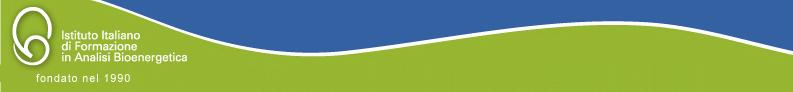 Istituto Italiano
di Formazione
in Analisi Bioenergetica
fondato nel 1990